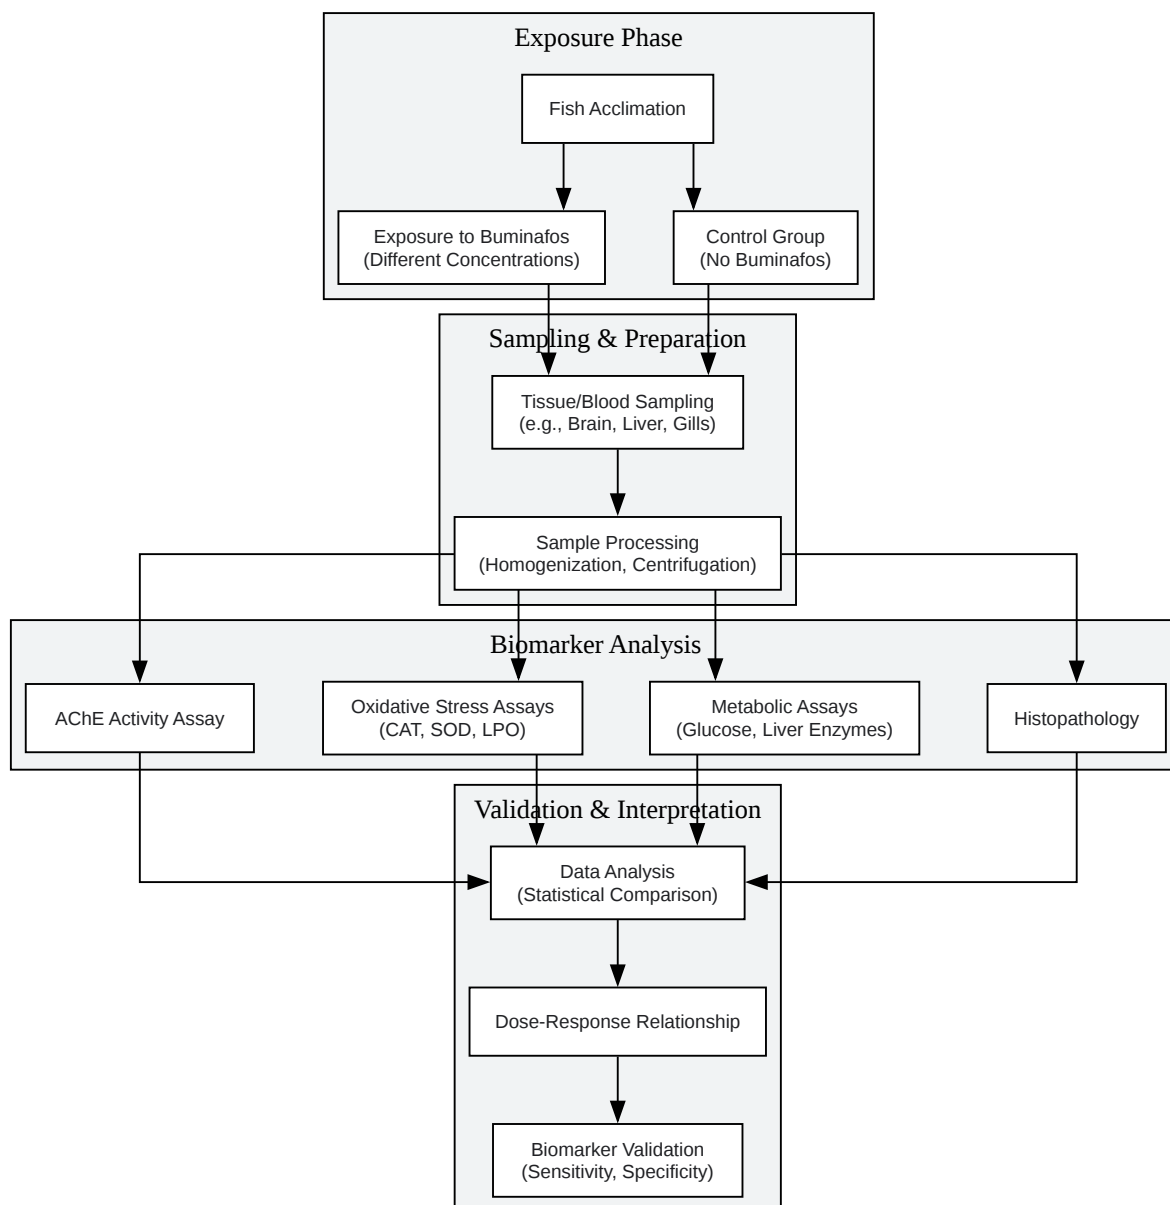 Exposure Phase
Fish Acclimation
Exposure to Buminafos
(Different Concentrations)
Control Group
(No Buminafos)
Sampling & Preparation
Tissue/Blood Sampling
(e.g., Brain, Liver, Gills)
Sample Processing
(Homogenization, Centrifugation)
Biomarker Analysis
AChE Activity Assay
Oxidative Stress Assays
(CAT, SOD, LPO)
Metabolic Assays
(Glucose, Liver Enzymes)
Histopathology
Validation & Interpretation
Data Analysis
(Statistical Comparison)
Dose-Response Relationship
Biomarker Validation
(Sensitivity, Specificity)